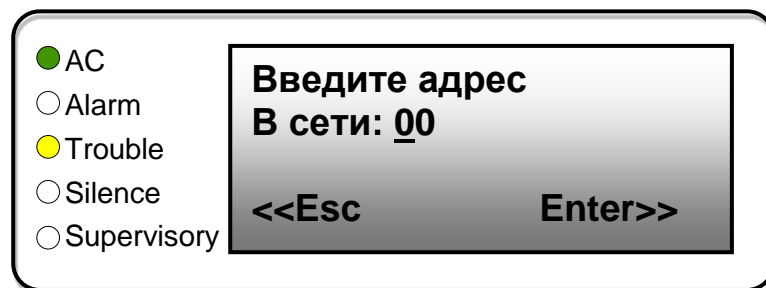 AC
Alarm
Trouble
Silence
Supervisory
Введите адрес
В сети: 00
<<Esc Enter>>